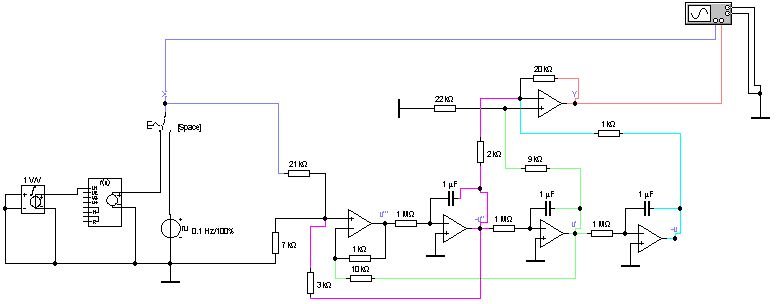 X
[Space]
1 V/V
f(x)
0.1 Hz/100%
21 kΩ
7 kΩ
3 kΩ
u'''
1 kΩ
10 kΩ
1 MΩ
1 µF
-u''
22 kΩ
2 kΩ
20 kΩ
Y
1 kΩ
9 kΩ
1 MΩ
1 µF
u'
1 MΩ
1 µF
-u